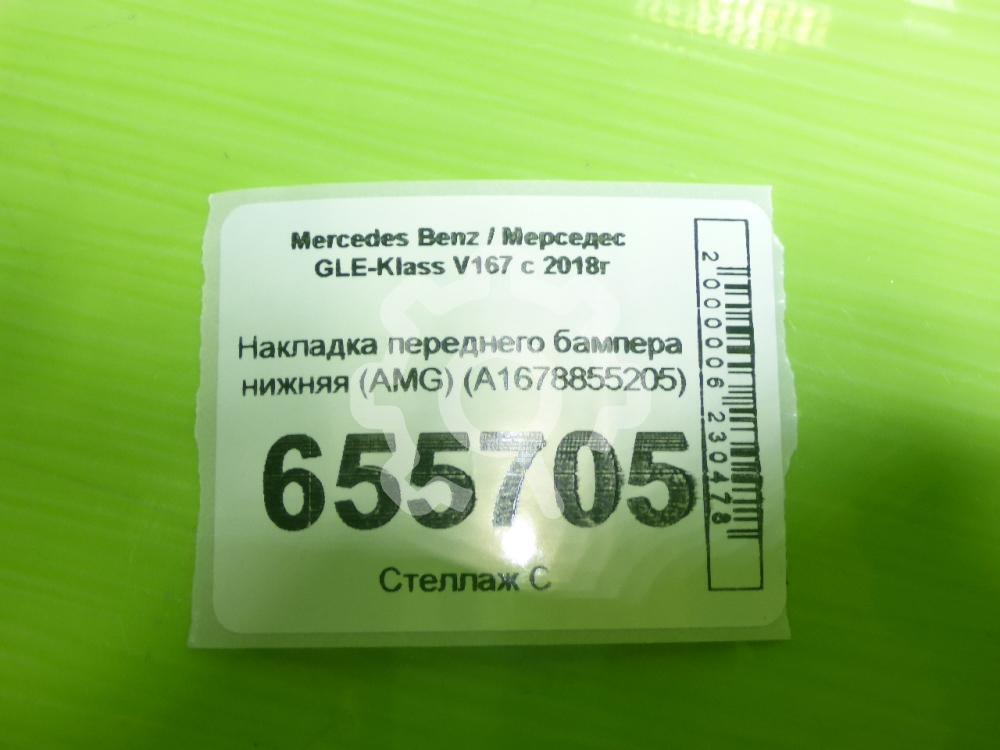 Mercedes Benz / Мерседес
GLE-Klass V167 с 2018г
Накладка переднего бампера
нижняя (AMG) (A1678855205)
655705
Стеллаж С
2000006230478